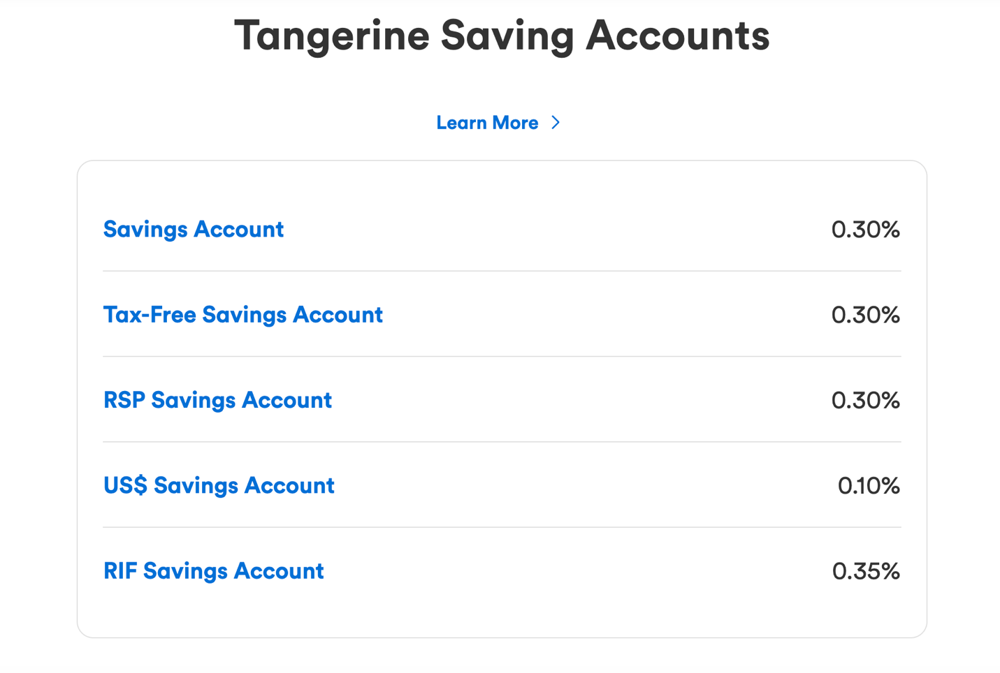 Tangerine Saving Accounts
Learn More
Savings Account 0.30%
Tax-Free Savings Account 0.30%
RSP Savings Account 0.30%
US$ Savings Account 0.10%
RIF Savings Account 0.35%